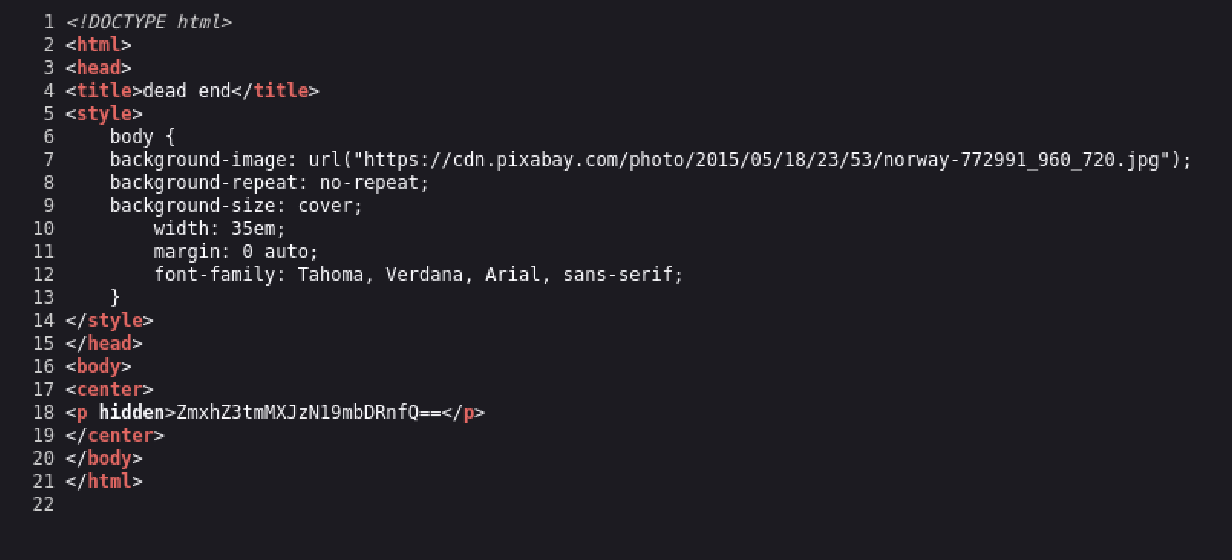 1 <!DOCTYPE html>
2 <html>
3 <head>
4 <title>dead end</title>
5 <style>
6     body {
7     background-image: url("https://cdn.pixabay.com/photo/2015/05/18/23/53/norway-772991_960_720.jpg");
8     background-repeat: no-repeat;
9     background-size: cover;
10         width: 35em;
11         margin: 0 auto;
12         font-family: Tahoma, Verdana, Arial, sans-serif;
13     }
14 </style>
15 </head>
16 <body>
17 <center>
18 <p hidden>ZmxhZ3tmMXJzN19mbDRnfQ==</p>
19 </center>
20 </body>
21 </html>
22